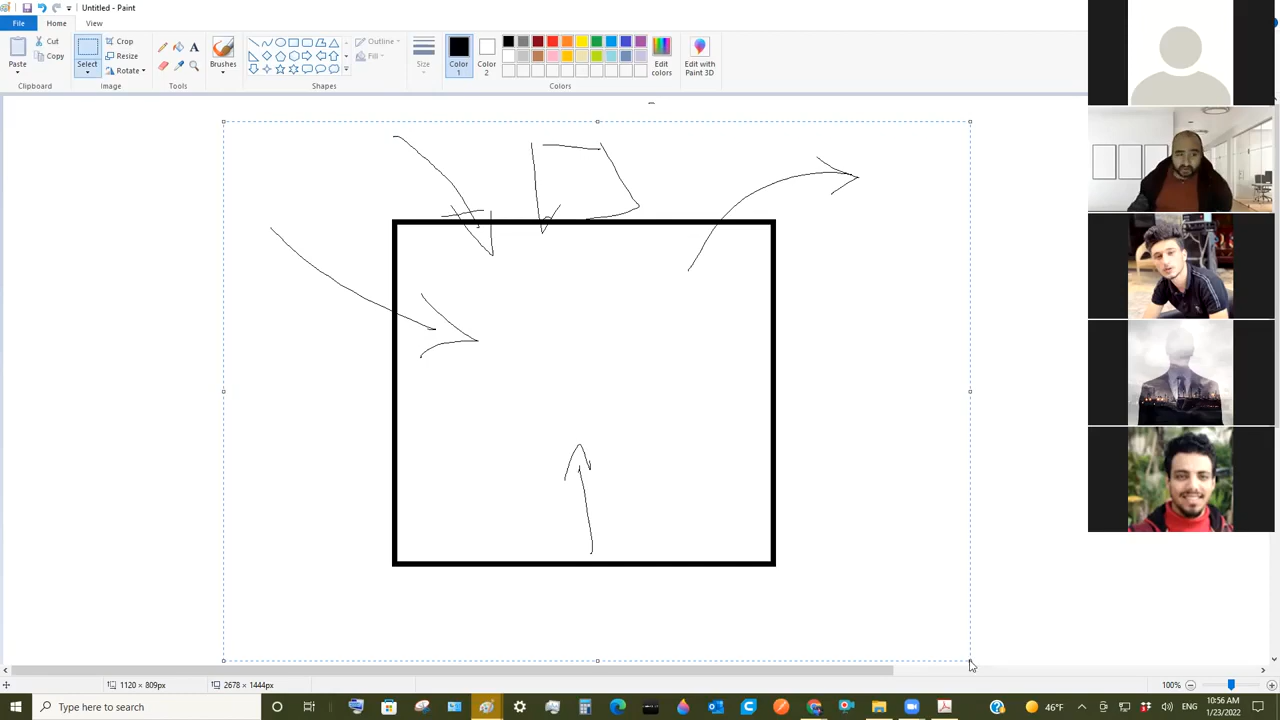 Untitled - Paint
File
Home
View
Paste
Cut
Copy
Clipboard
Select
Crop
Resize
Rotate
Image
A
Tools
Brushes
Outline
Fill
Shapes
Size
Color 1
Color 2
Colors
Edit colors
Edit with Paint 3D
1120 × 809px
2678 × 1444px
100%
Type here to search
46°F
10:56 AM
1/23/2022